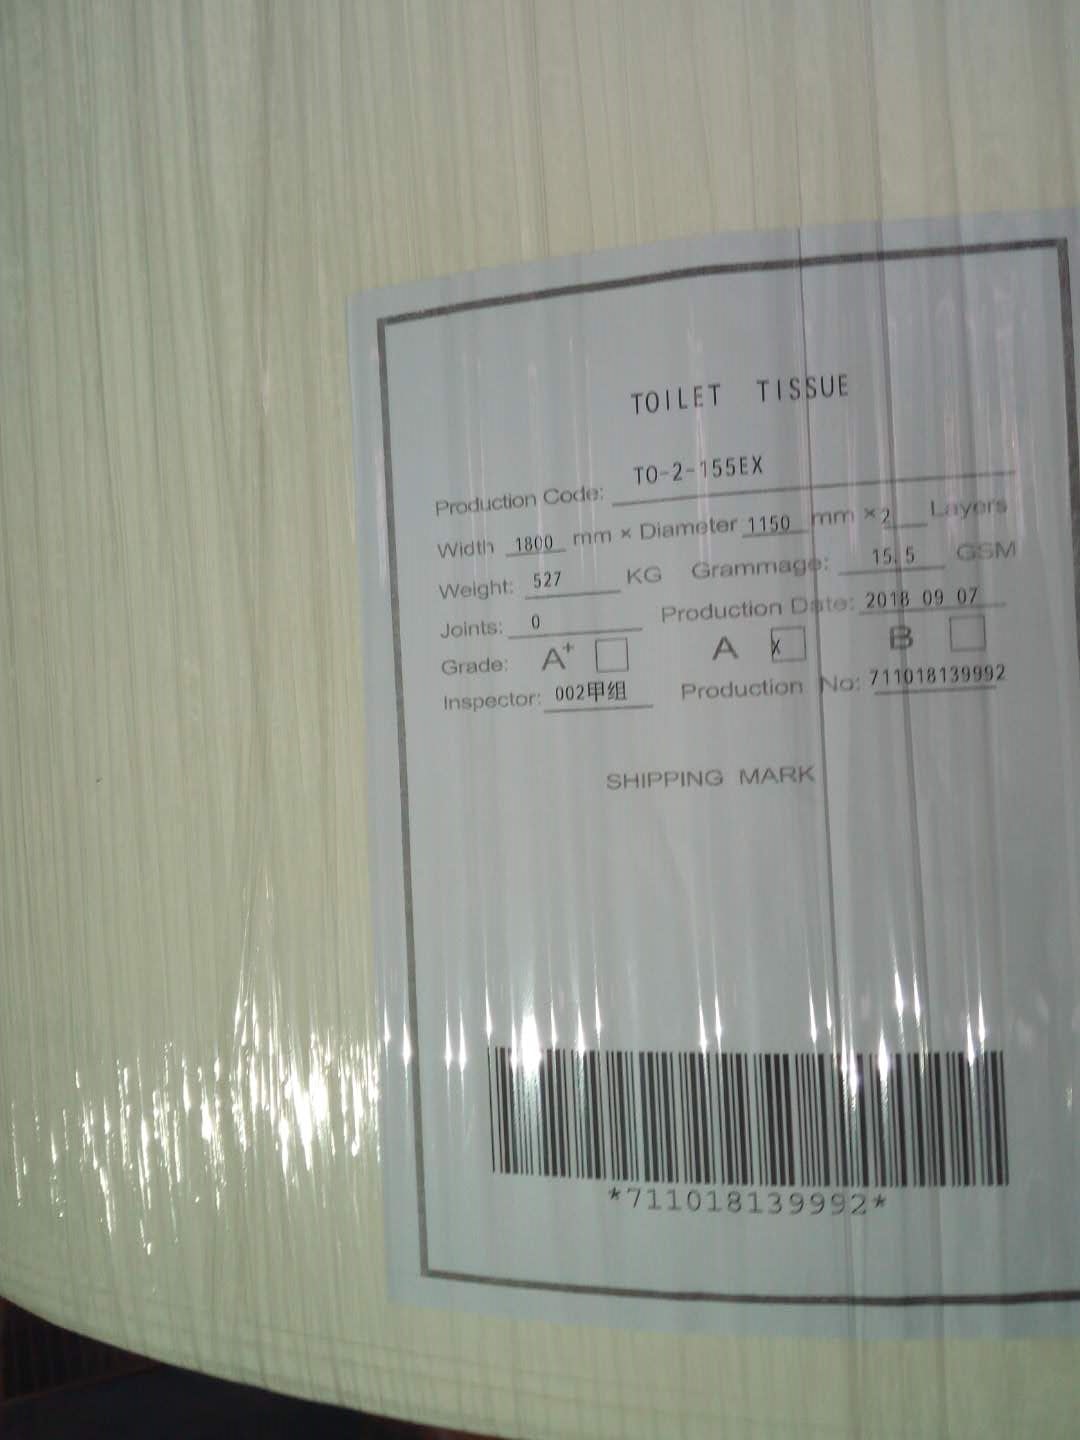 TOILET TISSUE
Production Code: TO-2-155EX
Width 1800 mm × Diameter 1150 mm × 2 Layers
Weight: 527 KG Grammage: 15.5 GSM
Joints: 0 Production Date: 2018 09 07
Grade: A+ A X B
Inspector: 002甲组 Production No: 711018139992
SHIPPING MARK
*711018139992*